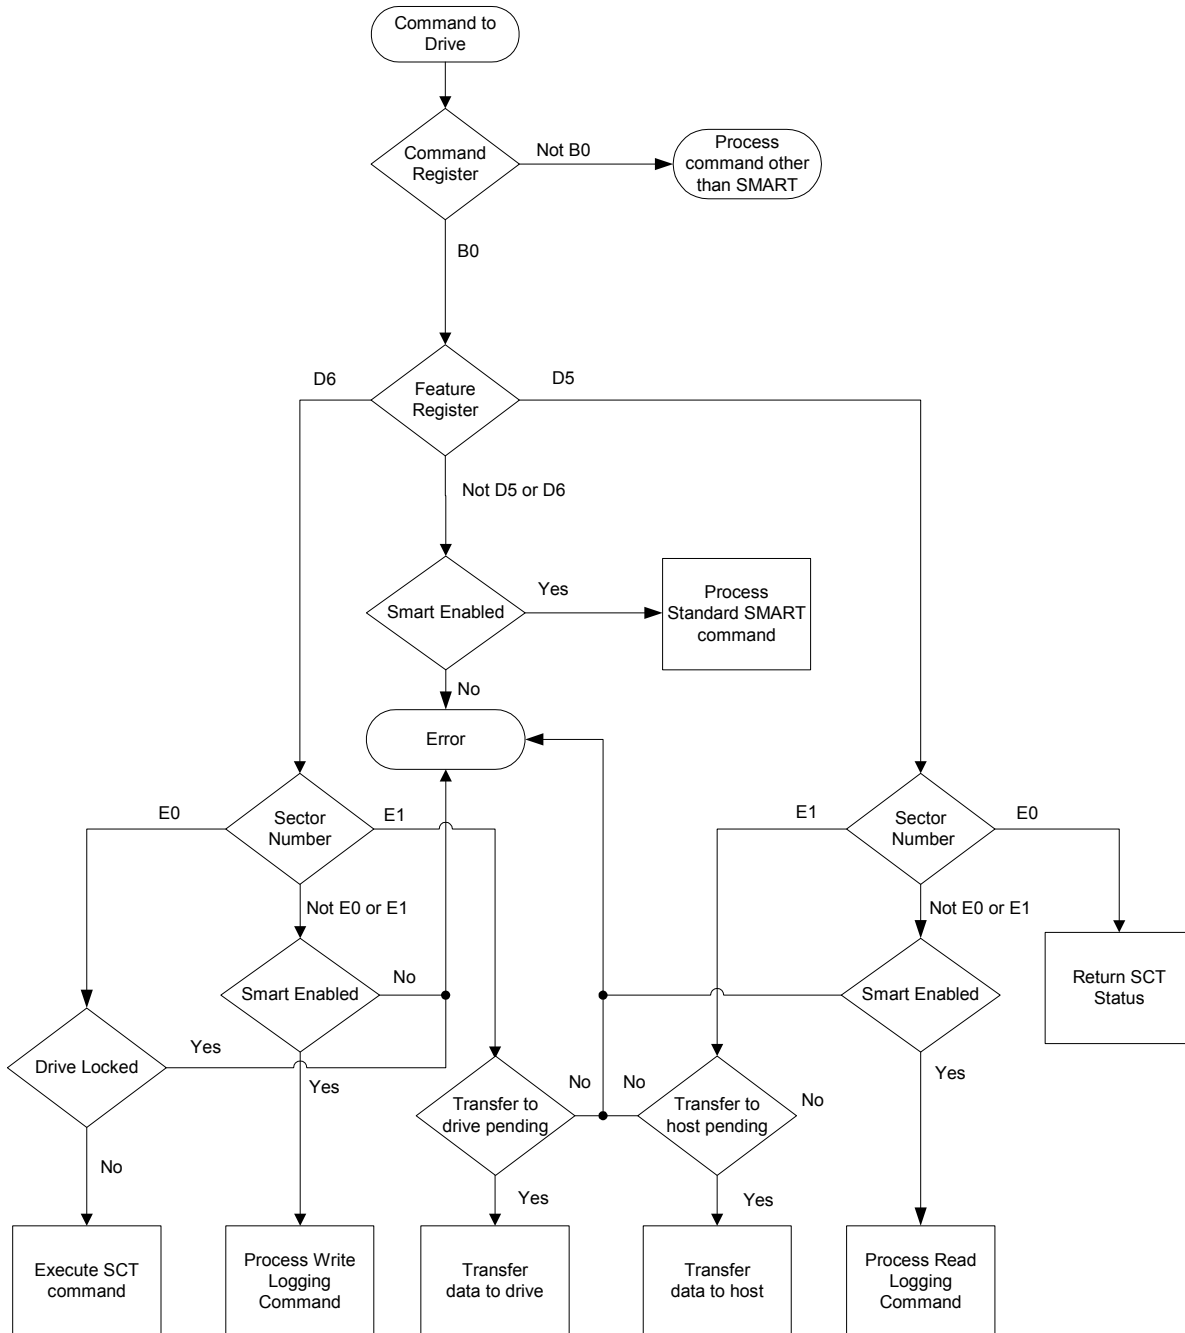 Command to
Drive
Command
Register
Not B0
Process
command other
than SMART
B0
D6
Feature
Register
D5
Not D5 or D6
Smart Enabled
Yes
Process
Standard SMART
command
No
Error
E0
Sector
Number
E1
E1
Sector
Number
E0
Not E0 or E1
Not E0 or E1
Smart Enabled
No
Smart Enabled
Return SCT
Status
Drive Locked
Yes
Yes
No
No
Yes
Transfer to
drive pending
Transfer to
host pending
No
No
Yes
Yes
Execute SCT
command
Process Write
Logging
Command
Transfer
data to drive
Transfer
data to host
Process Read
Logging
Command